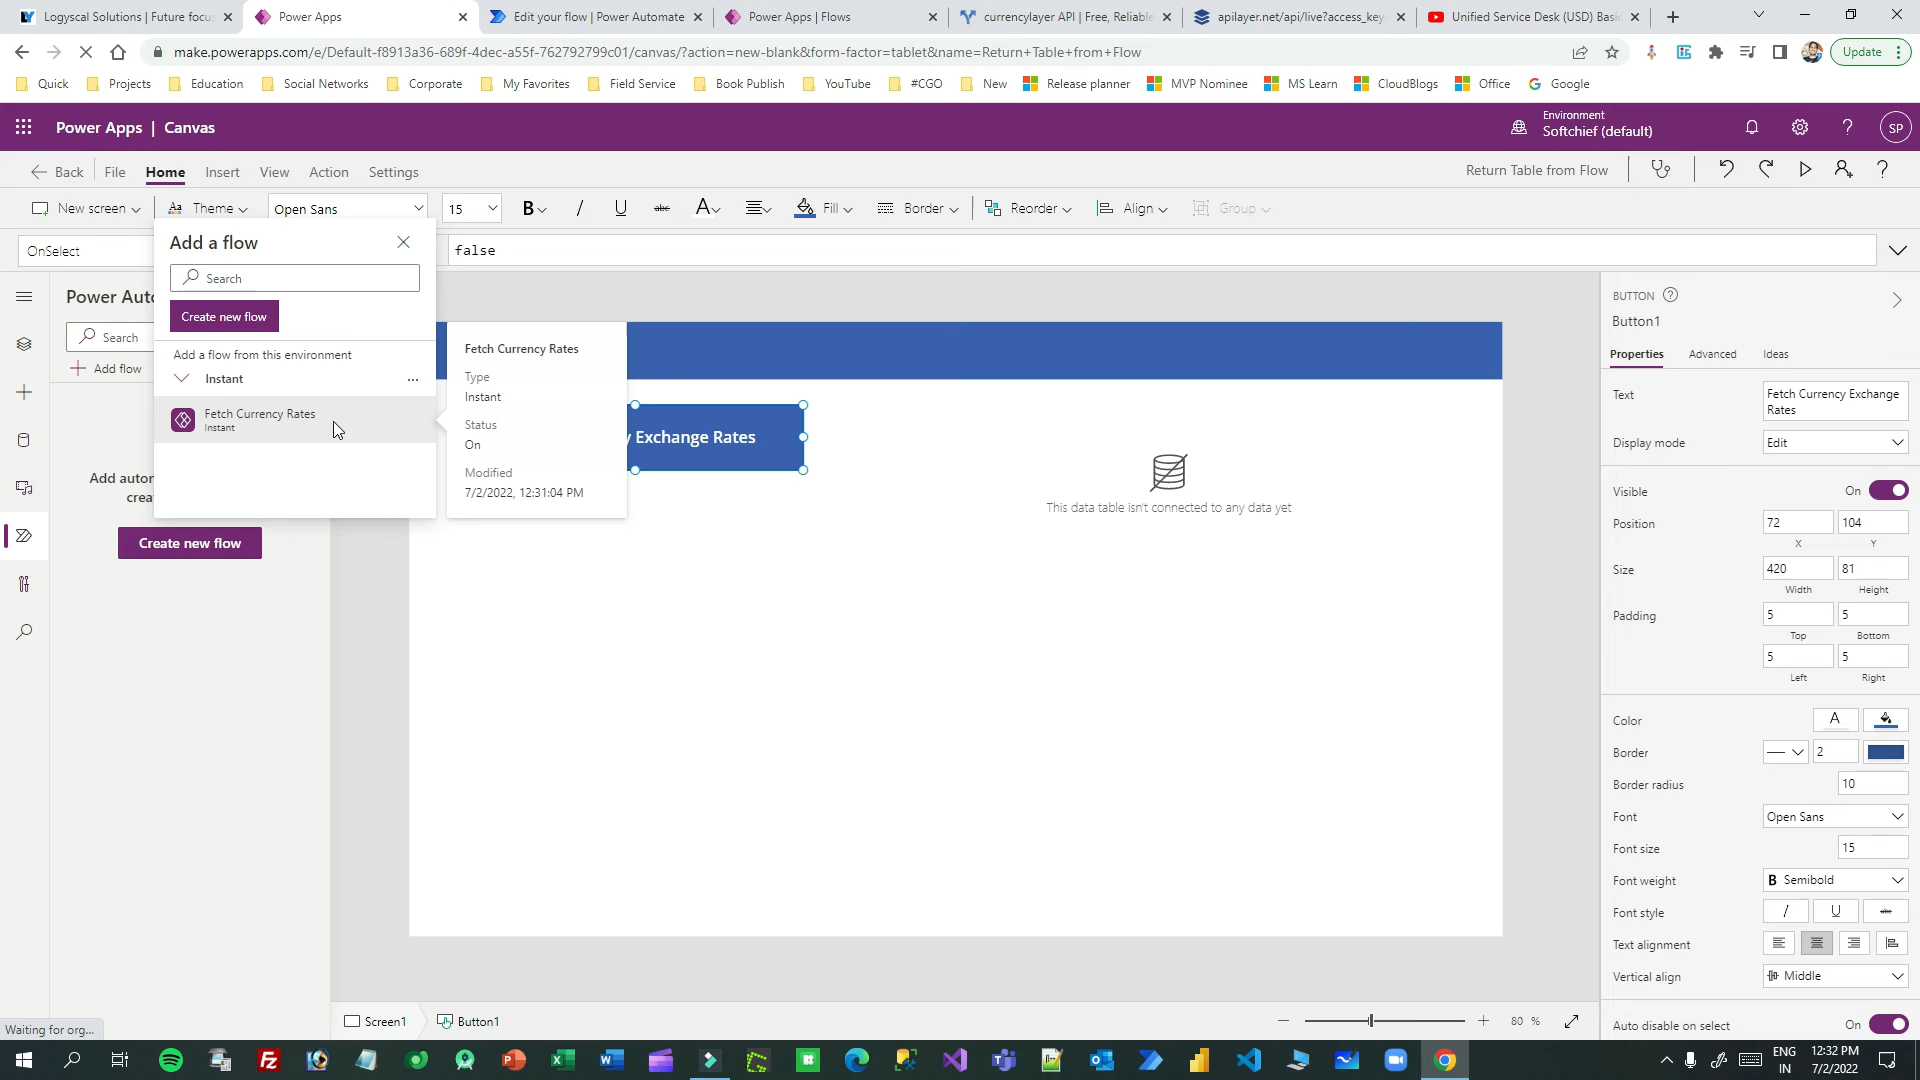 Logyscal Solutions | Future focu
Power Apps
Edit your flow | Power Automate
Power Apps | Flows
currencylayer API | Free, Reliable
apilayer.net/api/live?access_key
Unified Service Desk (USD) Basic
make.powerapps.com/e/Default-f8913a36-689f-4dec-a55f-762792799c01/canvas/?action=new-blank&form-factor=tablet&name=Return+Table+from+Flow
Update
Quick
Projects
Education
Social Networks
Corporate
My Favorites
Field Service
Book Publish
YouTube
#CGO
New
Release planner
MVP Nominee
MS Learn
CloudBlogs
Office
Google
Power Apps | Canvas
Environment
Softchief (default)
SP
Back
File
Home
Insert
View
Action
Settings
Return Table from Flow
New screen
Theme
Open Sans
15
B
Fill
Border
Reorder
Align
Group
OnSelect
false
Power Auto
Search
Add flow
Add autom
crea
Create new flow
Add a flow
Search
Create new flow
Add a flow from this environment
Instant
Fetch Currency Rates
Instant
Fetch Currency Rates
Type
Instant
Status
On
Modified
7/2/2022, 12:31:04 PM
y Exchange Rates
This data table isn't connected to any data yet
BUTTON
Button1
Properties
Advanced
Ideas
Text
Fetch Currency Exchange
Rates
Display mode
Edit
Visible
On
Position
72
104
X
Y
Size
420
81
Width
Height
Padding
5
5
Top
Bottom
5
5
Left
Right
Color
A
Border
2
Border radius
10
Font
Open Sans
Font size
15
Font weight
B Semibold
Font style
Text alignment
Vertical align
Middle
Auto disable on select
On
Screen1
Button1
80 %
Waiting for org...
ENG
IN
12:32 PM
7/2/2022